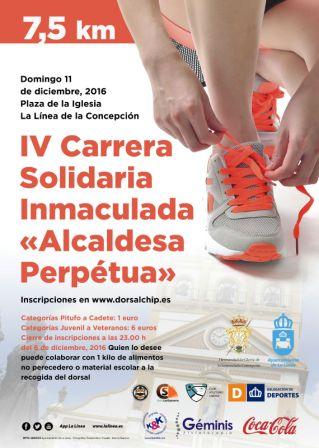 7,5 km
Domingo 11
de diciembre, 2016
Plaza de la Iglesia
La Línea de la Concepción
IV Carrera
Solidaria
Inmaculada
«Alcaldesa
Perpétua»
Inscripciones en www.dorsalchip.es
Categorías Pitufo a Cadete: 1 euro
Categorías Juvenil a Veteranos: 6 euros
Cierre de inscripciones a las 23.00 h
del 6 de diciembre, 2016 Quien lo desee
puede colaborar con 1 kilo de alimentos
no perecedero o material escolar a la
recogida del dorsal
Ayuntamiento
DELEGACIÓN DE
DEPORTES
App La Línea
www.lalinea.es
Géminis
Coca-Cola